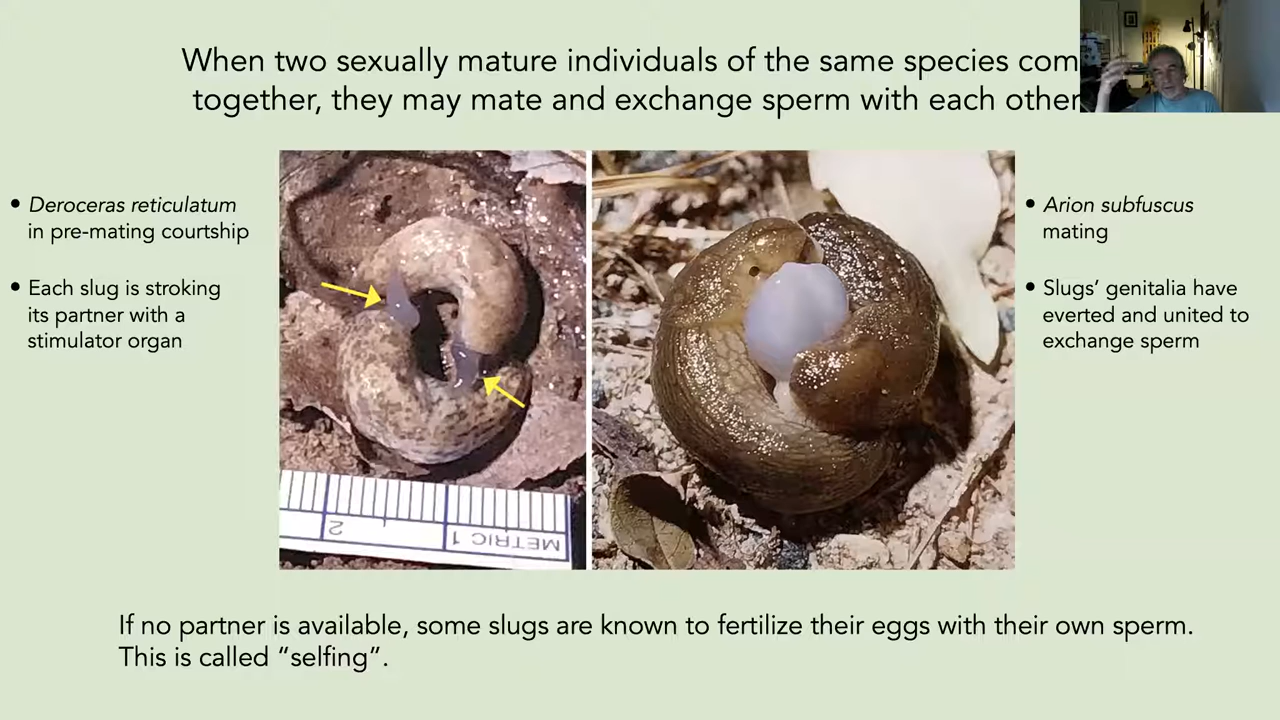 When two sexually mature individuals of the same species com
together, they may mate and exchange sperm with each other
• Deroceras reticulatum
in pre-mating courtship
• Each slug is stroking
its partner with a
stimulator organ
• Arion subfuscus
mating
• Slugs’ genitalia have
everted and united to
exchange sperm
METRIC 1 2
If no partner is available, some slugs are known to fertilize their eggs with their own sperm.
This is called “selfing”.